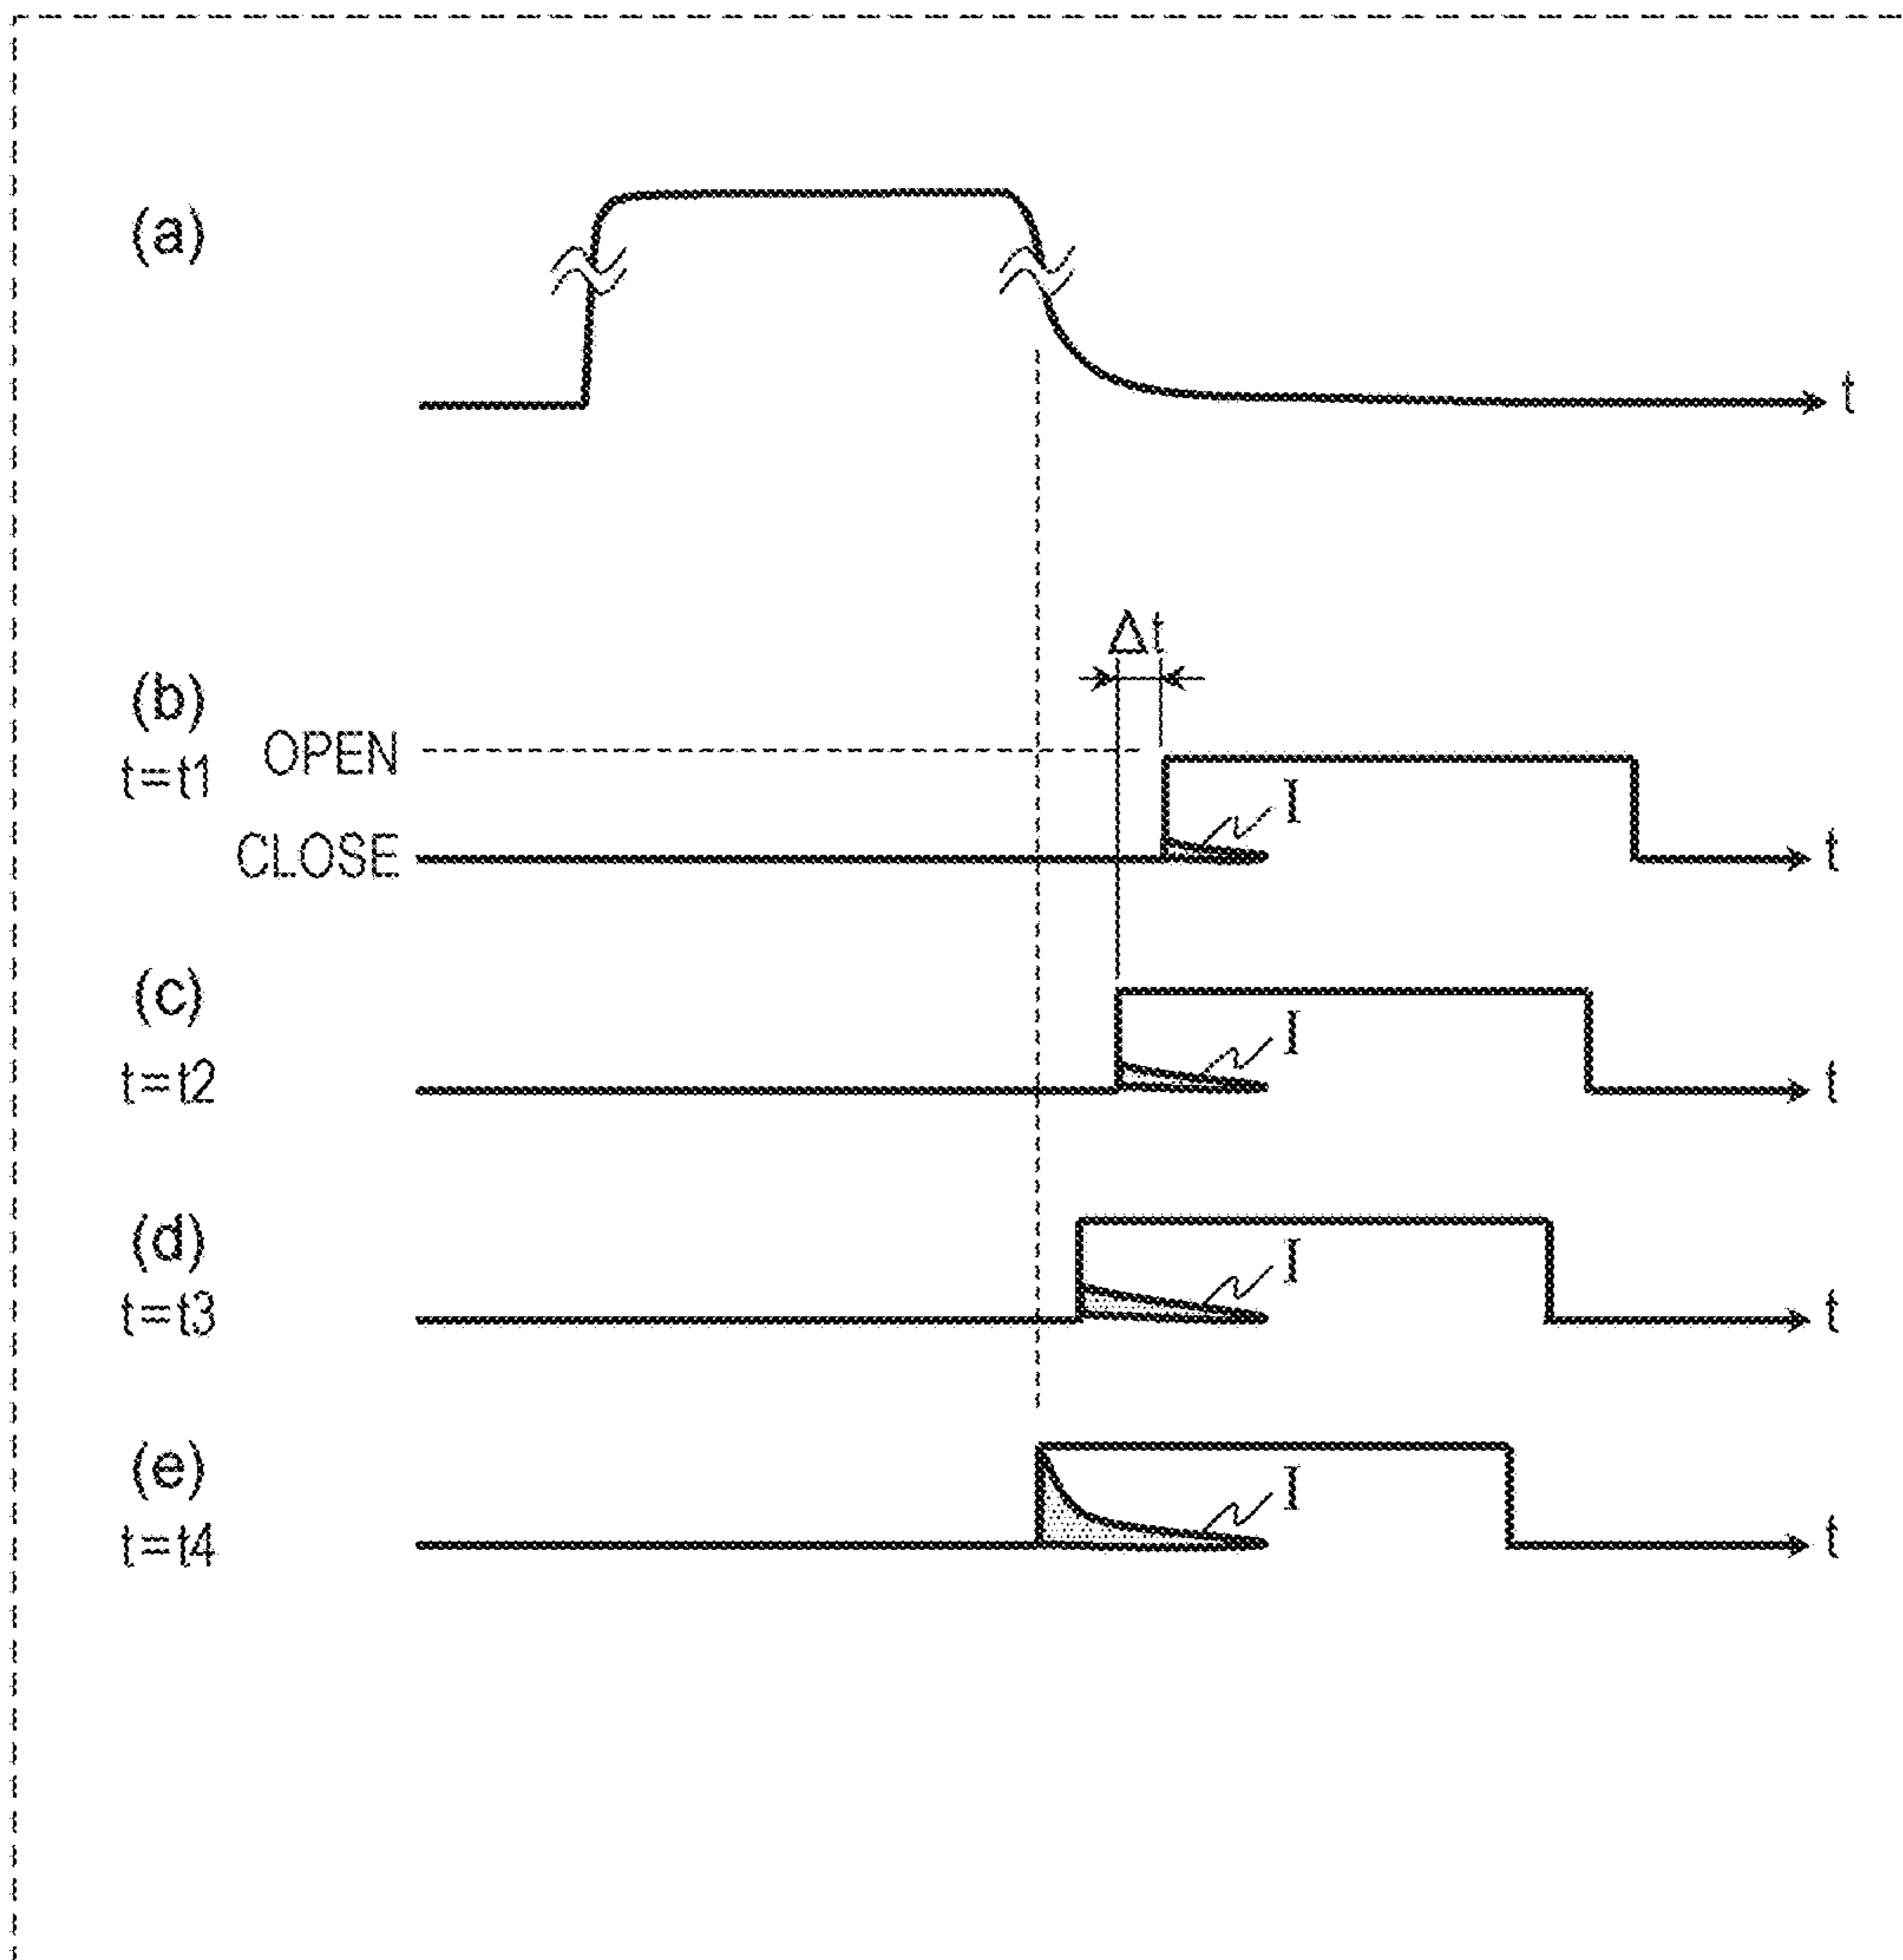 (a)
t
Δt
(b)
OPEN
t=t1
I
CLOSE
t
(c)
I
t=t2
t
(d)
I
t=t3
t
(e)
I
t=t4
t